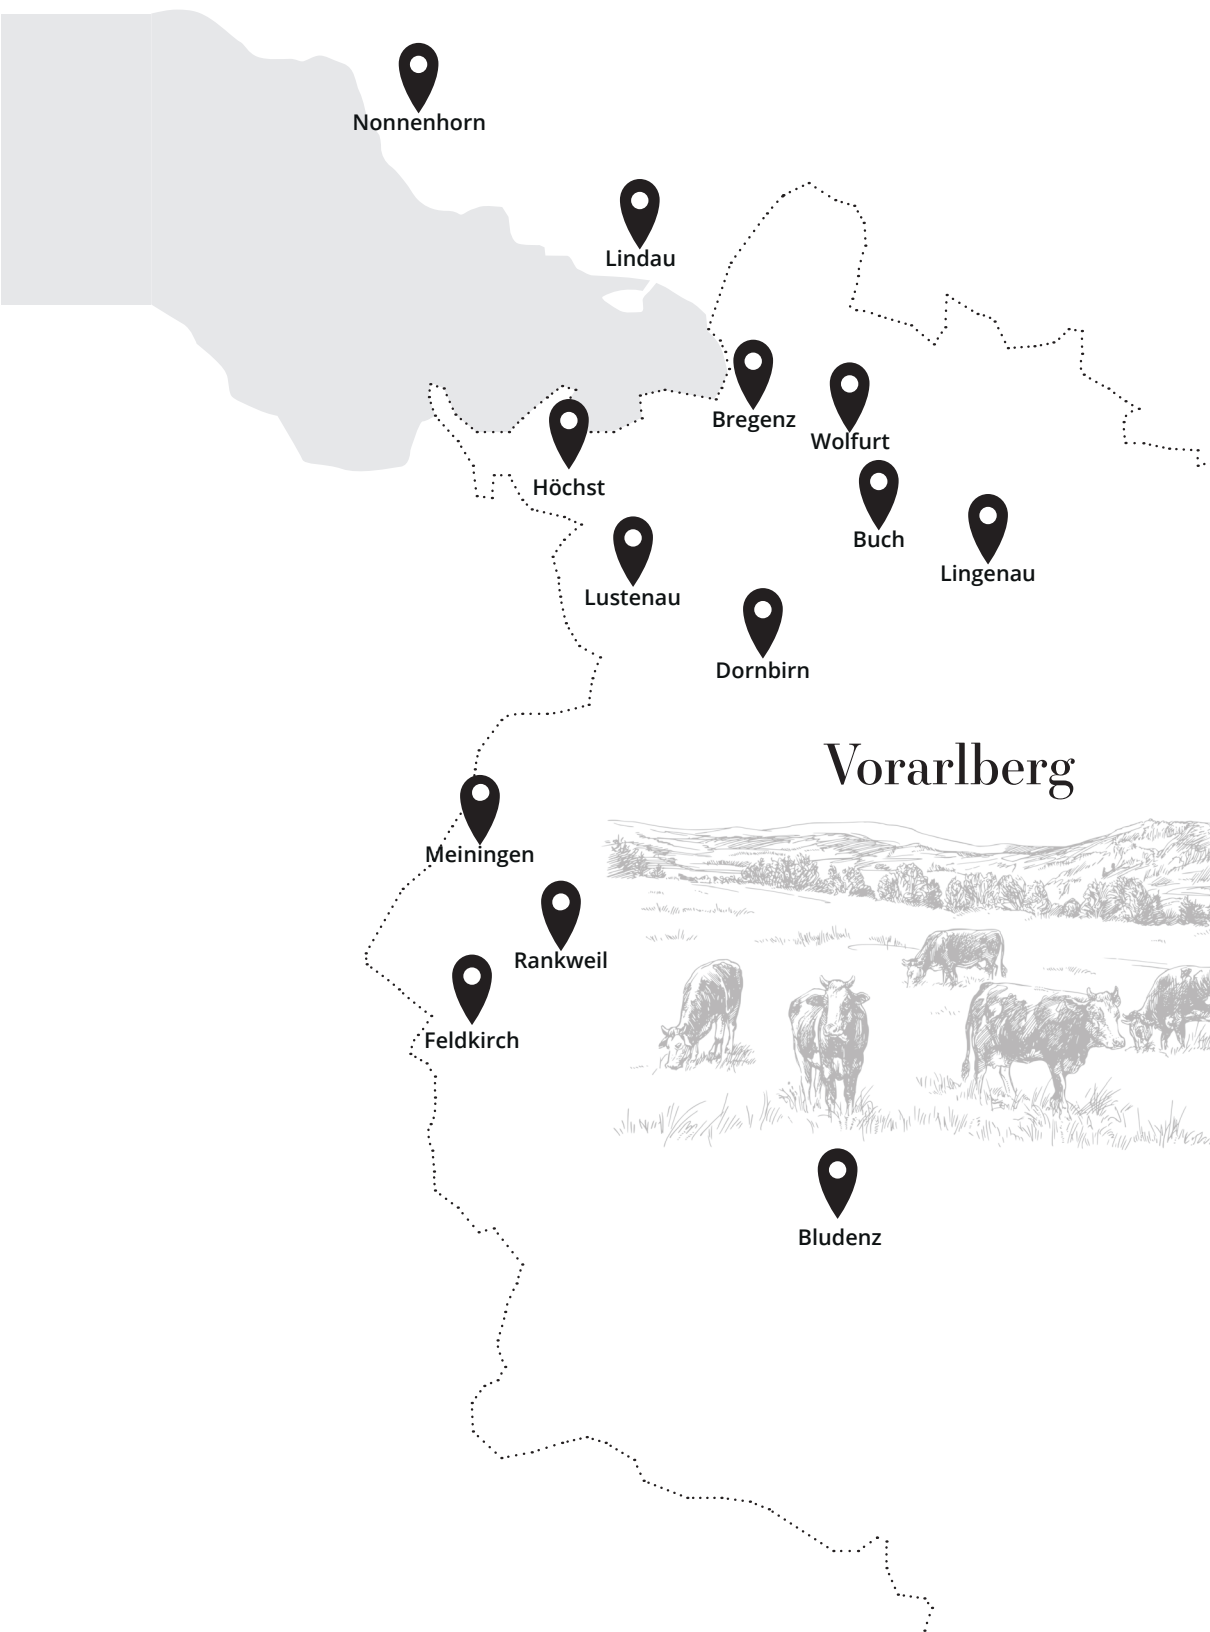 Nonnenhorn
Lindau
Bregenz
Wolfurt
Höchst
Buch
Lingenau
Lustenau
Dornbirn
Vorarlberg
Meiningen
Rankweil
Feldkirch
Bludenz